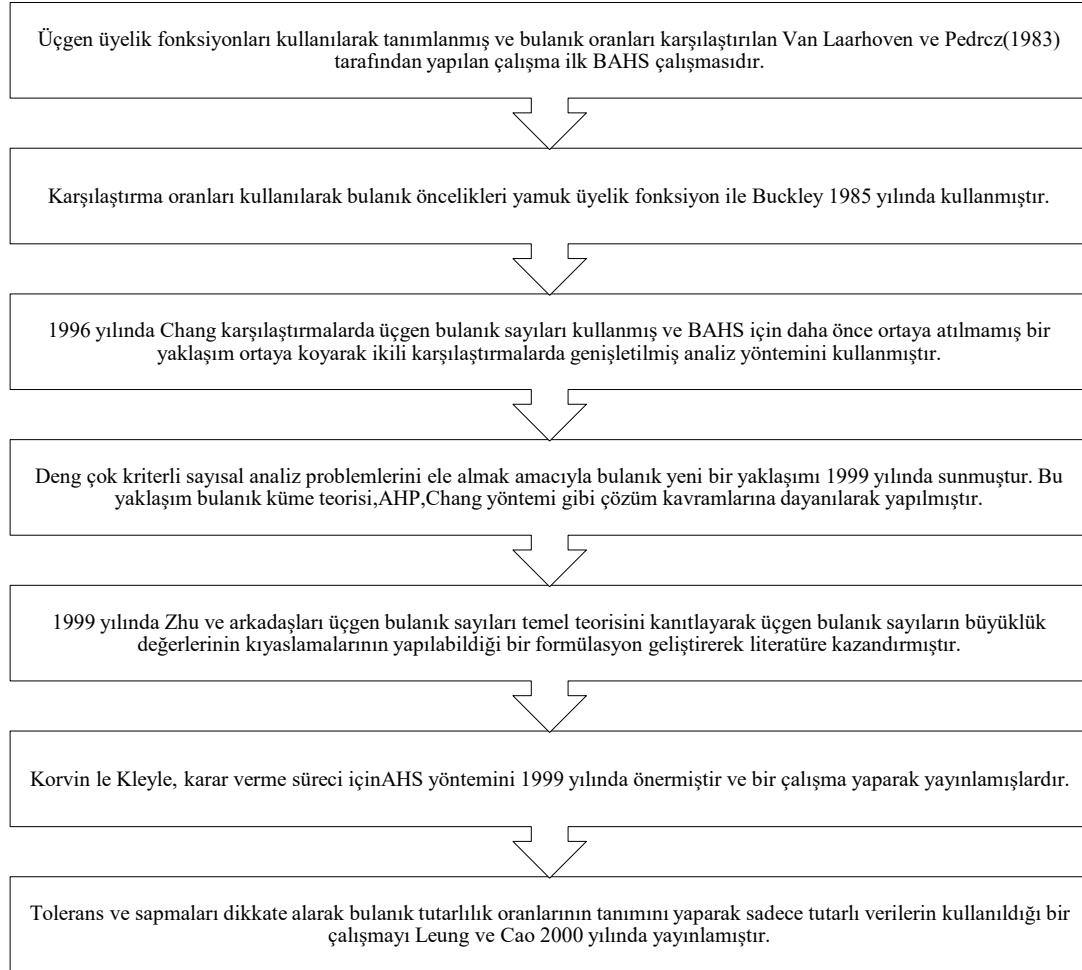 Üçgen üyelik fonksiyonları kullanılarak tanımlanmış ve bulanık oranları karşılaştırılan Van Laarhoven ve Pedrcz(1983)
tarafından yapılan çalışma ilk BAHS çalışmasıdır.
Karşılaştırma oranları kullanılarak bulanık öncelikleri yamuk üyelik fonksiyon ile Buckley 1985 yılında kullanmıştır.
1996 yılında Chang karşılaştırmalarda üçgen bulanık sayıları kullanmış ve BAHS için daha önce ortaya atılmamış bir
yaklaşım ortaya koyarak ikili karşılaştırmalarda genişletilmiş analiz yöntemini kullanmıştır.
Deng çok kriterli sayısal analiz problemlerini ele almak amacıyla bulanık yeni bir yaklaşımı 1999 yılında sunmuştur. Bu
yaklaşım bulanık küme teorisi,AHP,Chang yöntemi gibi çözüm kavramlarına dayanılarak yapılmıştır.
1999 yılında Zhu ve arkadaşları üçgen bulanık sayıları temel teorisini kanıtlayarak üçgen bulanık sayıların büyüklük
değerlerinin kıyaslamalarının yapılabildiği bir formülasyon geliştirerek literatüre kazandırmıştır.
Korvin le Kleyle, karar verme süreci içinAHS yöntemini 1999 yılında önermiştir ve bir çalışma yaparak yayınlamışlardır.
Tolerans ve sapmaları dikkate alarak bulanık tutarlılık oranlarının tanımını yaparak sadece tutarlı verilerin kullanıldığı bir
çalışmayı Leung ve Cao 2000 yılında yayınlamıştır.